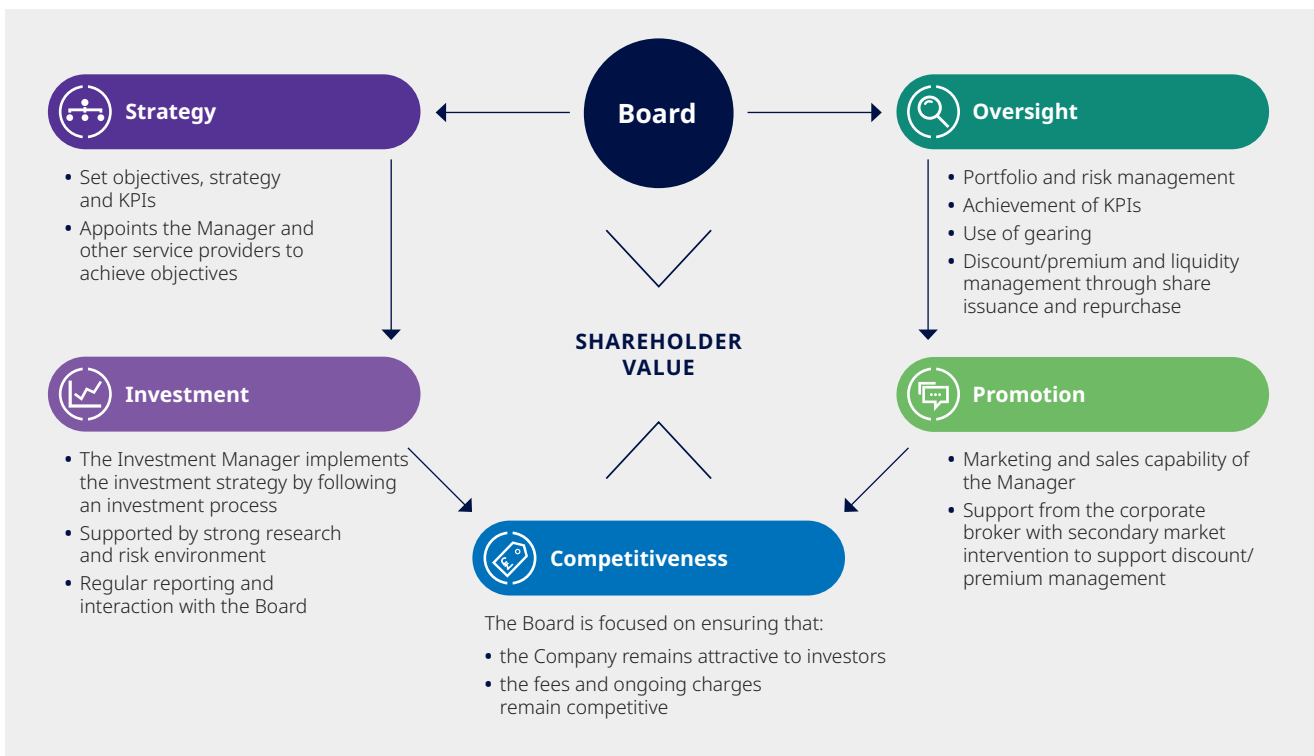 Board
Strategy
• Set objectives, strategy
and KPIs
• Appoints the Manager and
other service providers to
achieve objectives
Oversight
• Portfolio and risk management
• Achievement of KPIs
• Use of gearing
• Discount/premium and liquidity
management through share
issuance and repurchase
SHAREHOLDER
VALUE
Investment
• The Investment Manager implements
the investment strategy by following
an investment process
• Supported by strong research
and risk environment
• Regular reporting and
interaction with the Board
Promotion
• Marketing and sales capability of
the Manager
• Support from the corporate
broker with secondary market
intervention to support discount/
premium management
£
Competitiveness
The Board is focused on ensuring that:
• the Company remains attractive to investors
• the fees and ongoing charges
remain competitive